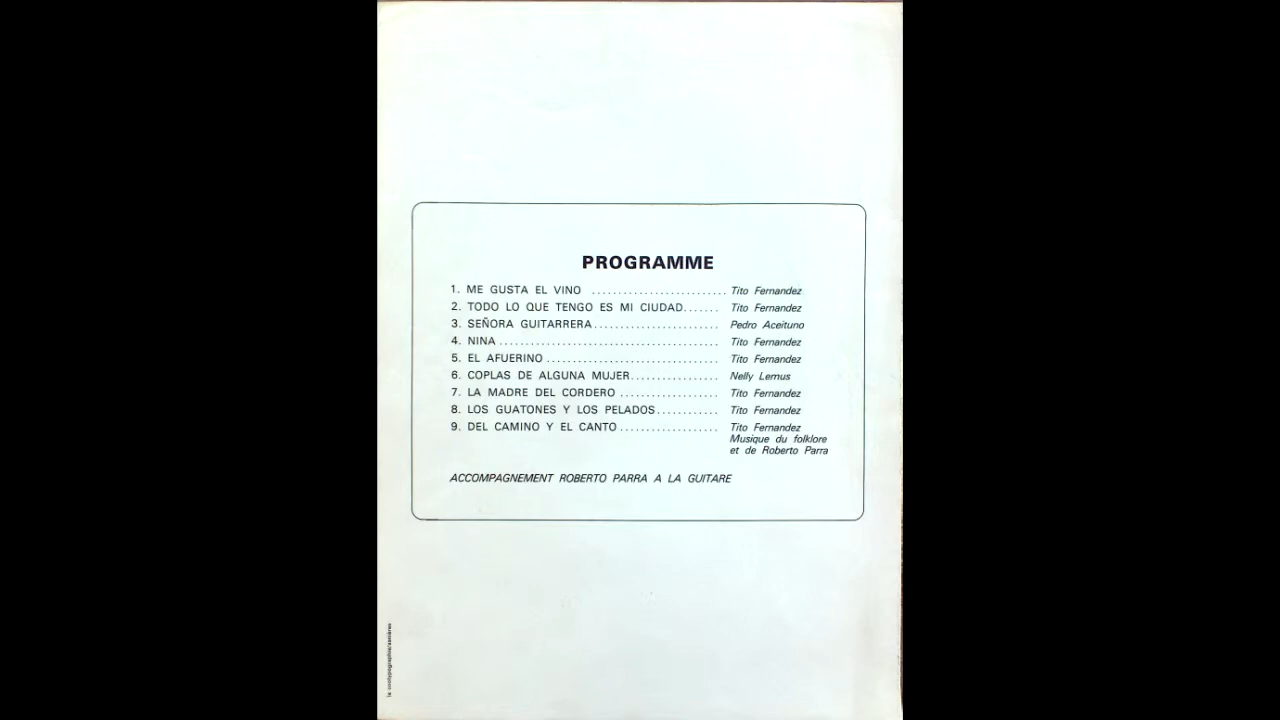 PROGRAMME
1. ME GUSTA EL VINO ......................... Tito Fernandez
2. TODO LO QUE TENGO ES MI CIUDAD....... Tito Fernandez
3. SEÑORA GUITARRERA........................ Pedro Aceituno
4. NINA .......................................... Tito Fernandez
5. EL AFUERINO ................................. Tito Fernandez
6. COPLAS DE ALGUNA MUJER................. Nelly Lemus
7. LA MADRE DEL CORDERO ................... Tito Fernandez
8. LOS GUATONES Y LOS PELADOS............ Tito Fernandez
9. DEL CAMINO Y EL CANTO................... Tito Fernandez
Musique du folklore
et de Roberto Parra
ACCOMPAGNEMENT ROBERTO PARRA A LA GUITARE
la cootypographie/asnières